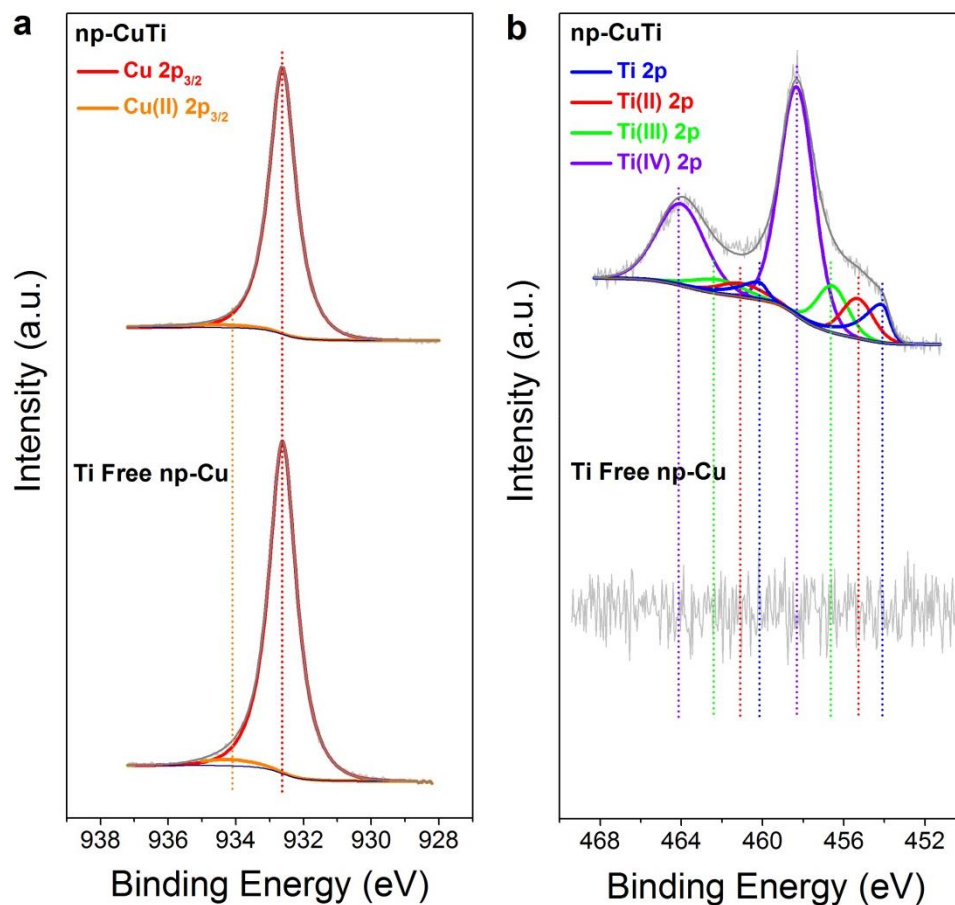 a
np-CuTi
Cu 2p3/2
Cu(II) 2p3/2
Ti Free np-Cu
Intensity (a.u.)
938 936 934 932 930 928
Binding Energy (eV)
b
np-CuTi
Ti 2p
Ti(II) 2p
Ti(III) 2p
Ti(IV) 2p
Ti Free np-Cu
Intensity (a.u.)
468 464 460 456 452
Binding Energy (eV)